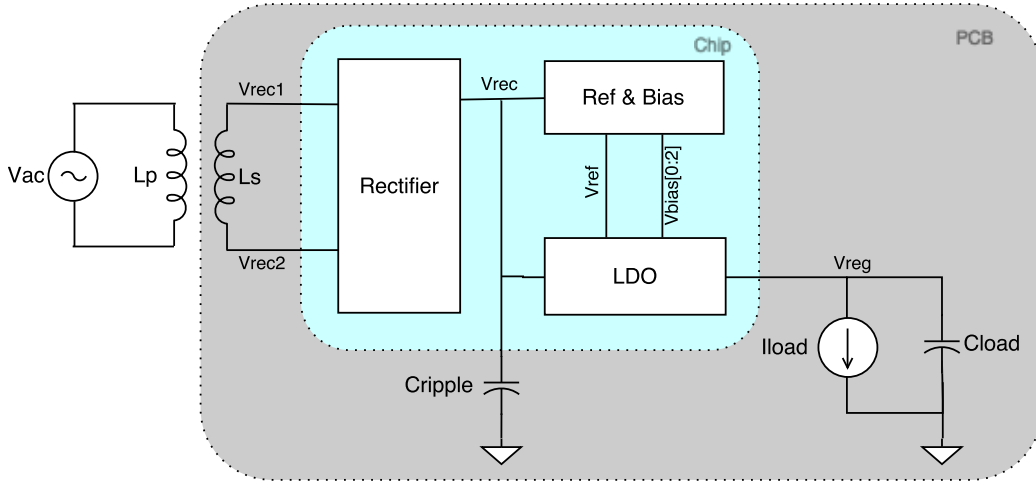 PCB
Chip
Vrec1
Vrec
Ref & Bias
Vac
Lp
Ls
Rectifier
Vref
Vbias[0:2]
Vrec2
LDO
Vreg
Iload
Cload
Cripple